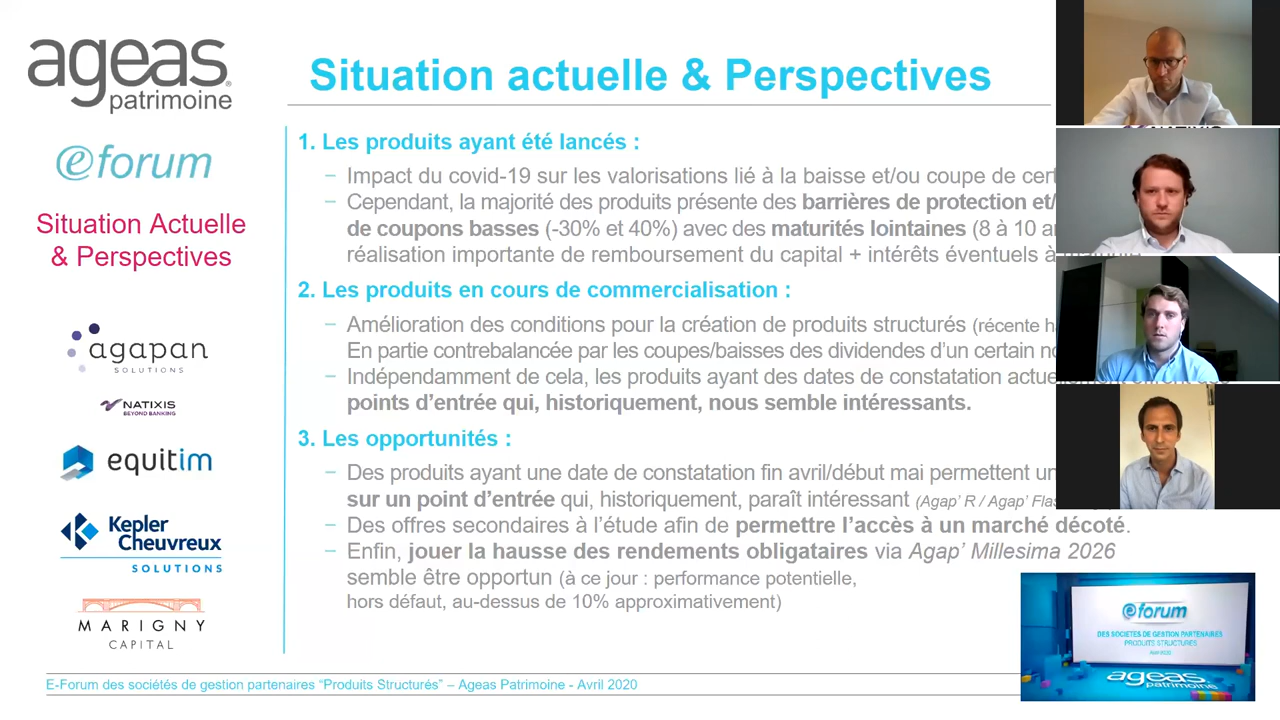 ageas®
patrimoine
eforum
Situation Actuelle
& Perspectives
agapan
SOLUTIONS
NATIXIS
BEYOND BANKING
equitim
Kepler
Cheuvreux
SOLUTIONS
MARIGNY
CAPITAL
Situation actuelle & Perspectives
1. Les produits ayant été lancés :
– Impact du covid-19 sur les valorisations lié à la baisse et/ou coupe de
– Cependant, la majorité des produits présente des barrières de protection et/
de coupons basses (-30% et 40%) avec des maturités lointaines (8 à 10
réalisation importante de remboursement du capital + intérêts éventuels à
2. Les produits en cours de commercialisation :
– Amélioration des conditions pour la création de produits structurés (récente
En partie contrebalancée par les coupes/baisses des dividendes d’un certain
– Indépendamment de cela, les produits ayant des dates de constatation
points d’entrée qui, historiquement, nous semble intéressants.
3. Les opportunités :
– Des produits ayant une date de constatation fin avril/début mai permettent
sur un point d’entrée qui, historiquement, paraît intéressant (Agap’ R / Agap’
– Des offres secondaires à l’étude afin de permettre l’accès à un marché décoté.
– Enfin, jouer la hausse des rendements obligataires via Agap’ Millesima 2026
semble être opportun (à ce jour : performance potentielle,
hors défaut, au-dessus de 10% approximativement)
E-Forum des sociétés de gestion partenaires “Produits Structurés” – Ageas Patrimoine - Avril 2020
eforum
DES SOCIETES DE GESTION PARTENAIRES
PRODUITS STRUCTURES
ageas
patrimoine